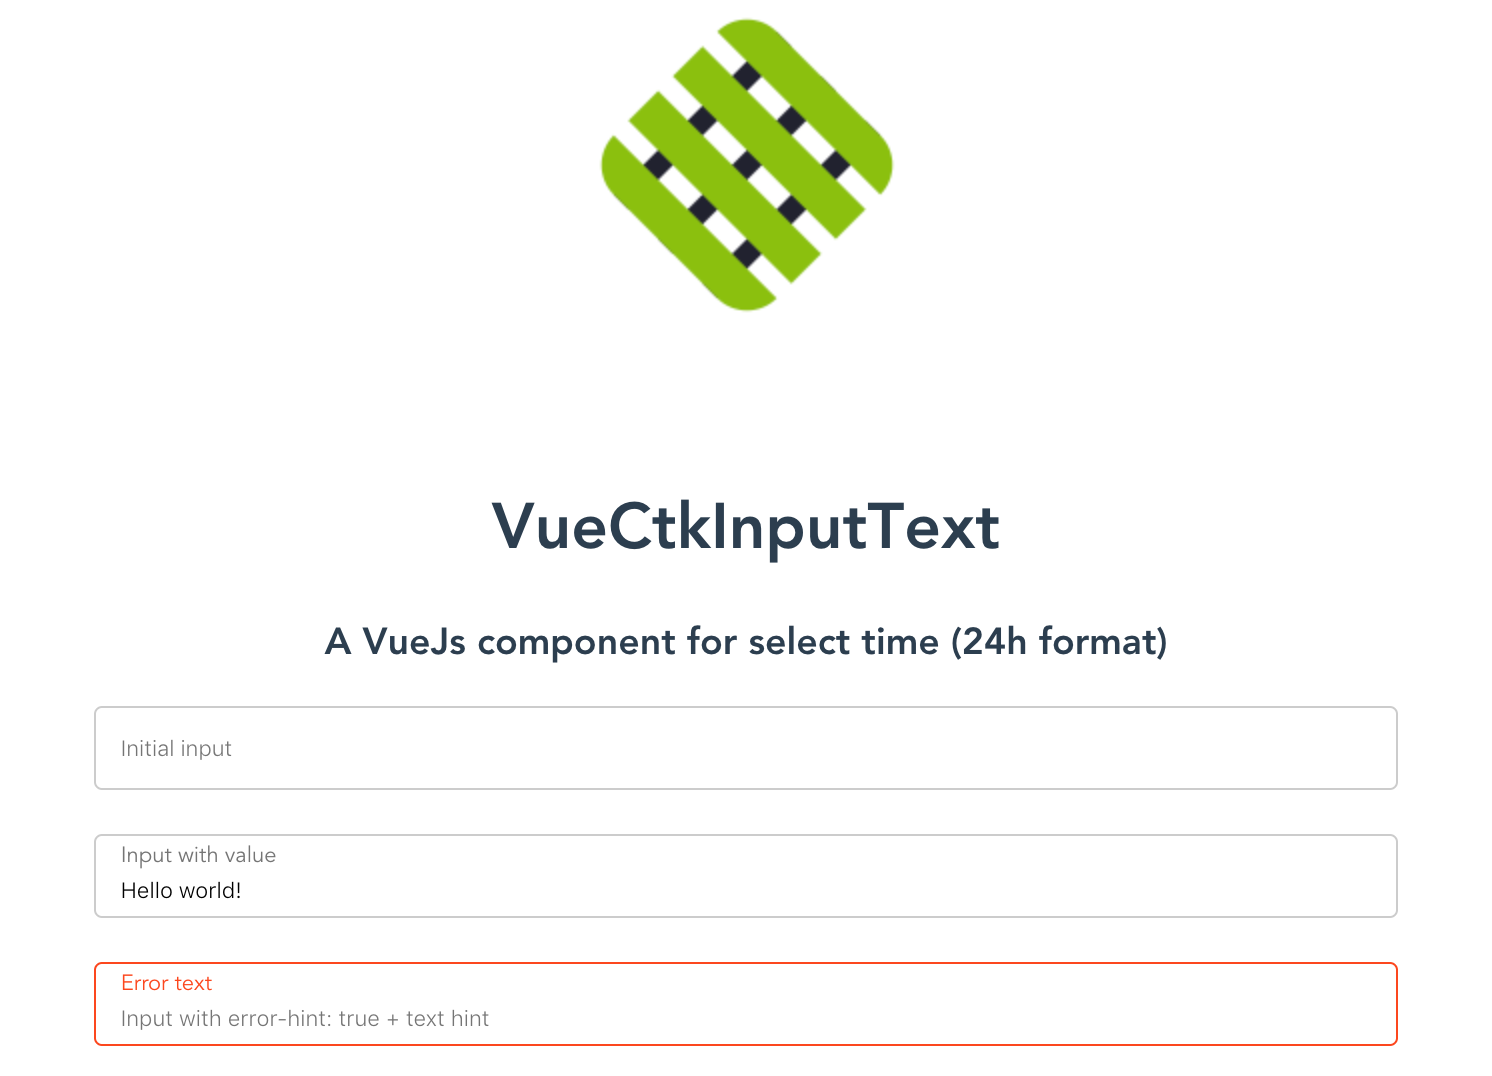 VueCtkInputText
A VueJs component for select time (24h format)
Initial input
Input with value
Hello world!
Error text
Input with error-hint: true + text hint